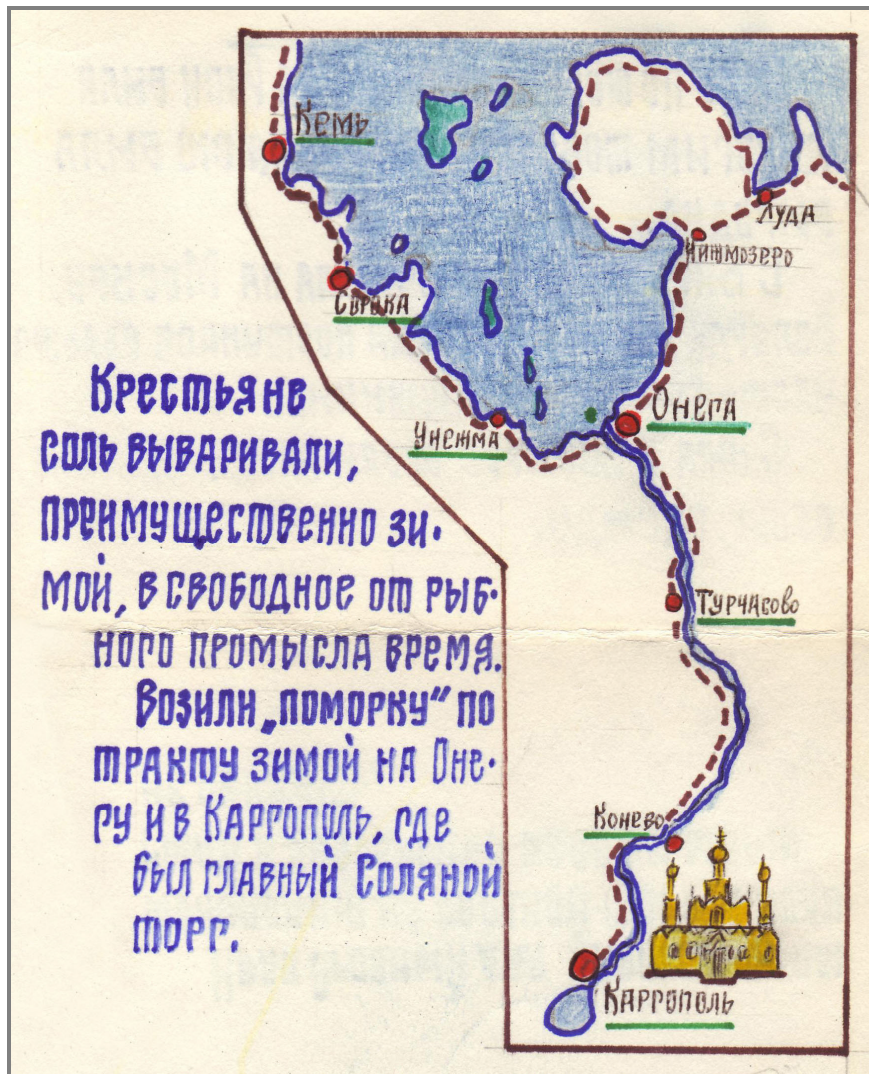 Кемь
Луда
Нижмозеро
Сорока
Онега
Унежма
Крестьяне
соль вываривали,
преимущественно зи-
мой, в свободное от рыб-
Турчасово
ного промысла время.
Возили „поморку“ по
тракту зимой на Оне-
гу и в Каргополь, где
Конево
был главный Соляной
торг.
Каргополь